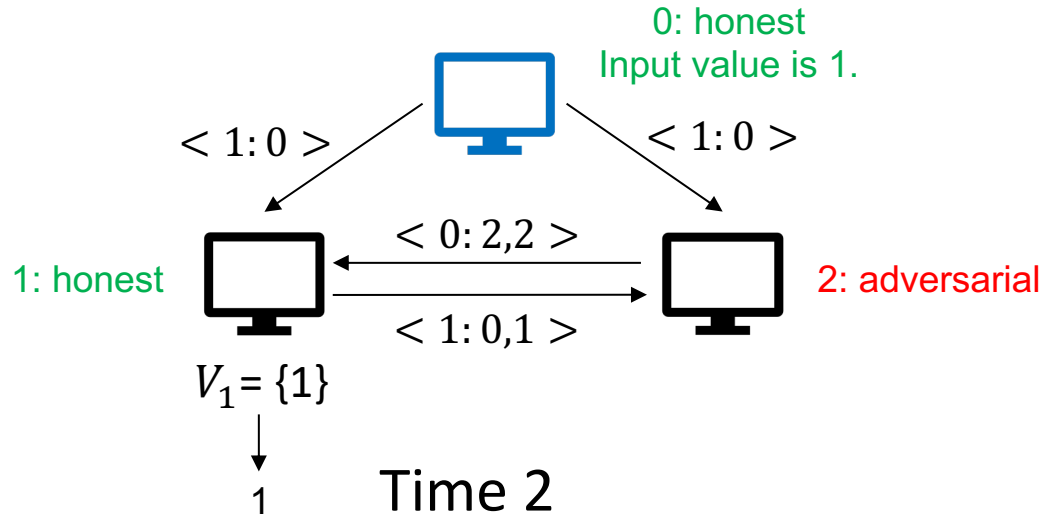 0: honest
Input value is 1.
< 1: 0 >
< 1: 0 >
< 0: 2,2 >
1: honest
2: adversarial
< 1: 0,1 >
V₁= {1}
1
Time 2